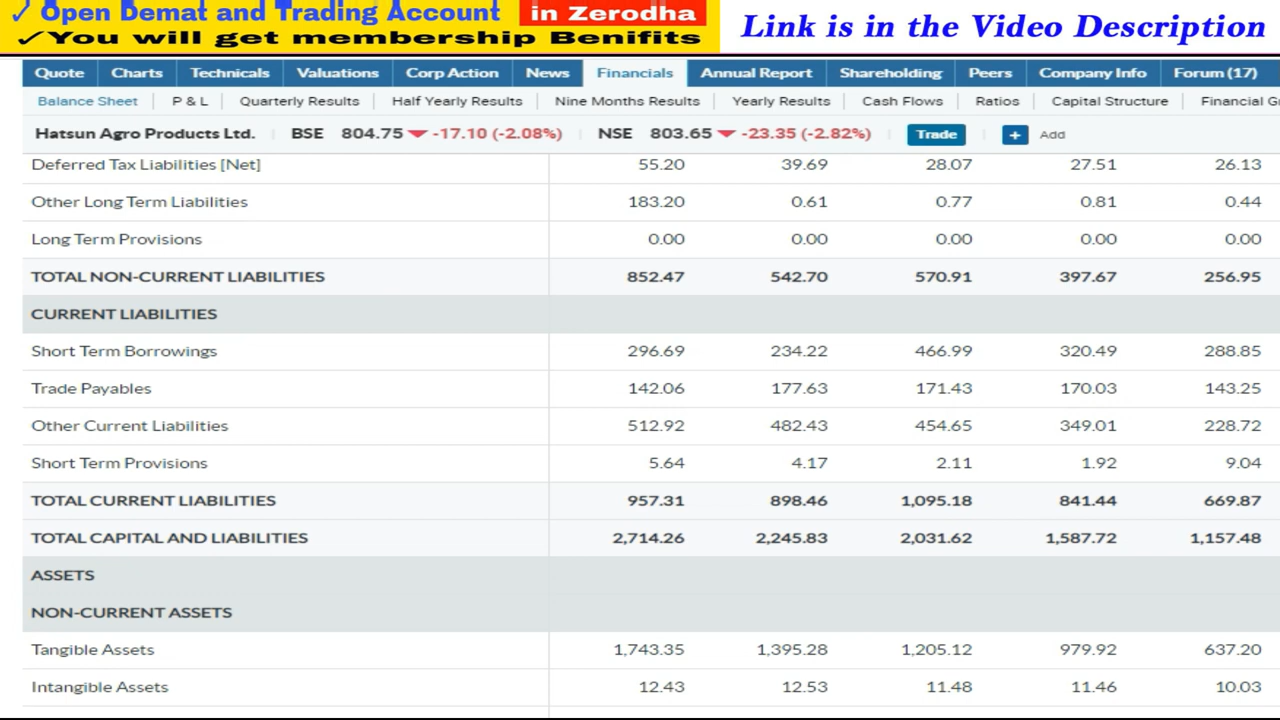 ✓ Open Demat and Trading Account in Zerodha
✓You will get membership Benifits
Link is in the Video Description
Quote Charts Technicals Valuations Corp Action News Financials Annual Report Shareholding Peers Company Info Forum (17)
Balance Sheet P & L Quarterly Results Half Yearly Results Nine Months Results Yearly Results Cash Flows Ratios Capital Structure Financial G
Hatsun Agro Products Ltd. BSE 804.75 -17.10 (-2.08%) NSE 803.65 -23.35 (-2.82%) Trade + Add
Deferred Tax Liabilities [Net] 55.20 39.69 28.07 27.51 26.13
Other Long Term Liabilities 183.20 0.61 0.77 0.81 0.44
Long Term Provisions 0.00 0.00 0.00 0.00 0.00
TOTAL NON-CURRENT LIABILITIES 852.47 542.70 570.91 397.67 256.95
CURRENT LIABILITIES
Short Term Borrowings 296.69 234.22 466.99 320.49 288.85
Trade Payables 142.06 177.63 171.43 170.03 143.25
Other Current Liabilities 512.92 482.43 454.65 349.01 228.72
Short Term Provisions 5.64 4.17 2.11 1.92 9.04
TOTAL CURRENT LIABILITIES 957.31 898.46 1,095.18 841.44 669.87
TOTAL CAPITAL AND LIABILITIES 2,714.26 2,245.83 2,031.62 1,587.72 1,157.48
ASSETS
NON-CURRENT ASSETS
Tangible Assets 1,743.35 1,395.28 1,205.12 979.92 637.20
Intangible Assets 12.43 12.53 11.48 11.46 10.03